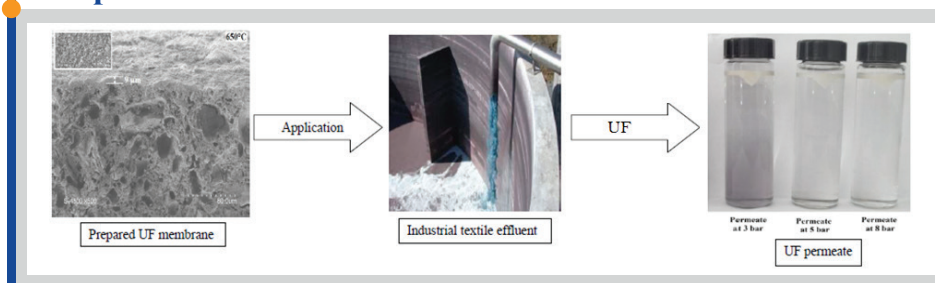 650°C
Application
UF
Prepared UF membrane
Industrial textile effluent
Permeate
at 3 bar
Permeate
at 5 bar
Permeate
at 8 bar
UF permeate